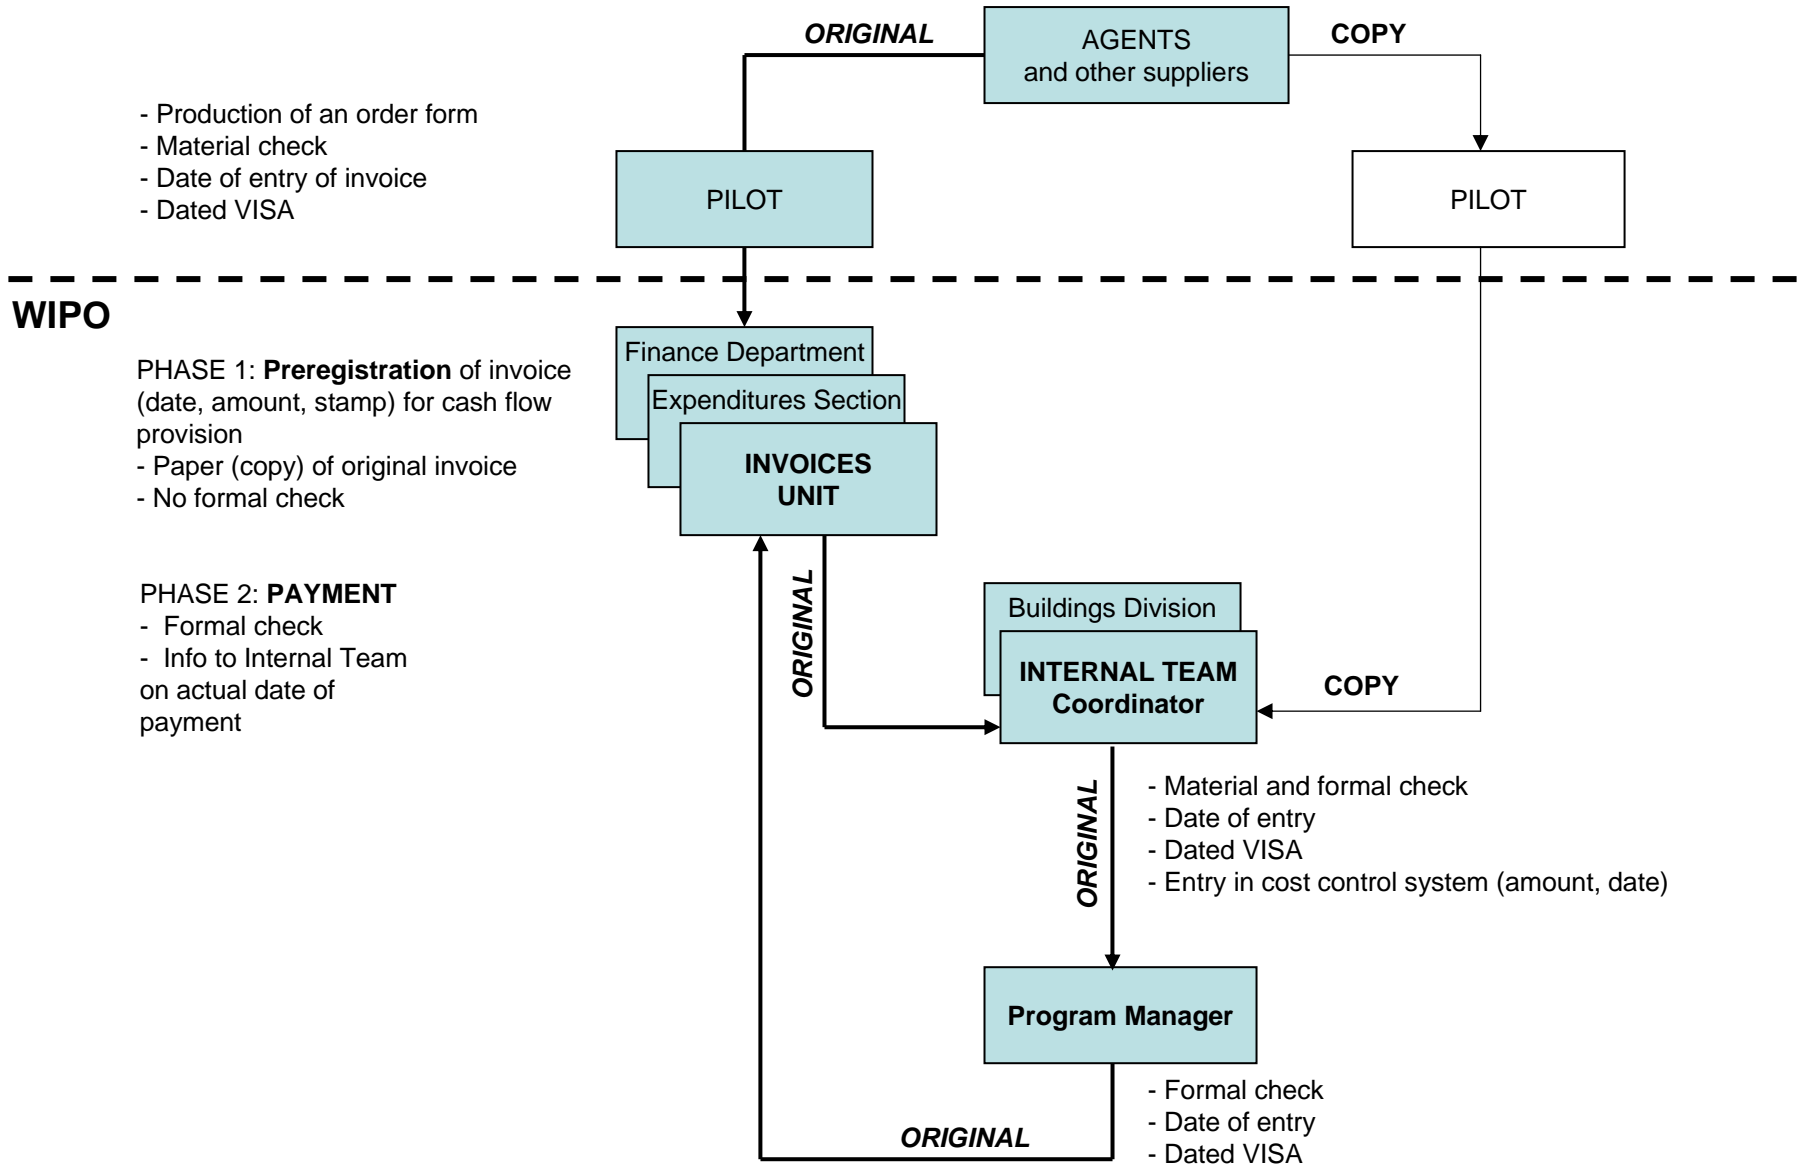 ORIGINAL
AGENTS
and other suppliers
COPY
- Production of an order form
- Material check
- Date of entry of invoice
- Dated VISA
PILOT
PILOT
WIPO
PHASE 1: Preregistration of invoice
(date, amount, stamp) for cash flow
provision
- Paper (copy) of original invoice
- No formal check
Finance Department
Expenditures Section
INVOICES
UNIT
PHASE 2: PAYMENT
- Formal check
- Info to Internal Team
on actual date of
payment
ORIGINAL
Buildings Division
INTERNAL TEAM
Coordinator
COPY
ORIGINAL
- Material and formal check
- Date of entry
- Dated VISA
- Entry in cost control system (amount, date)
Program Manager
- Formal check
- Date of entry
- Dated VISA
ORIGINAL